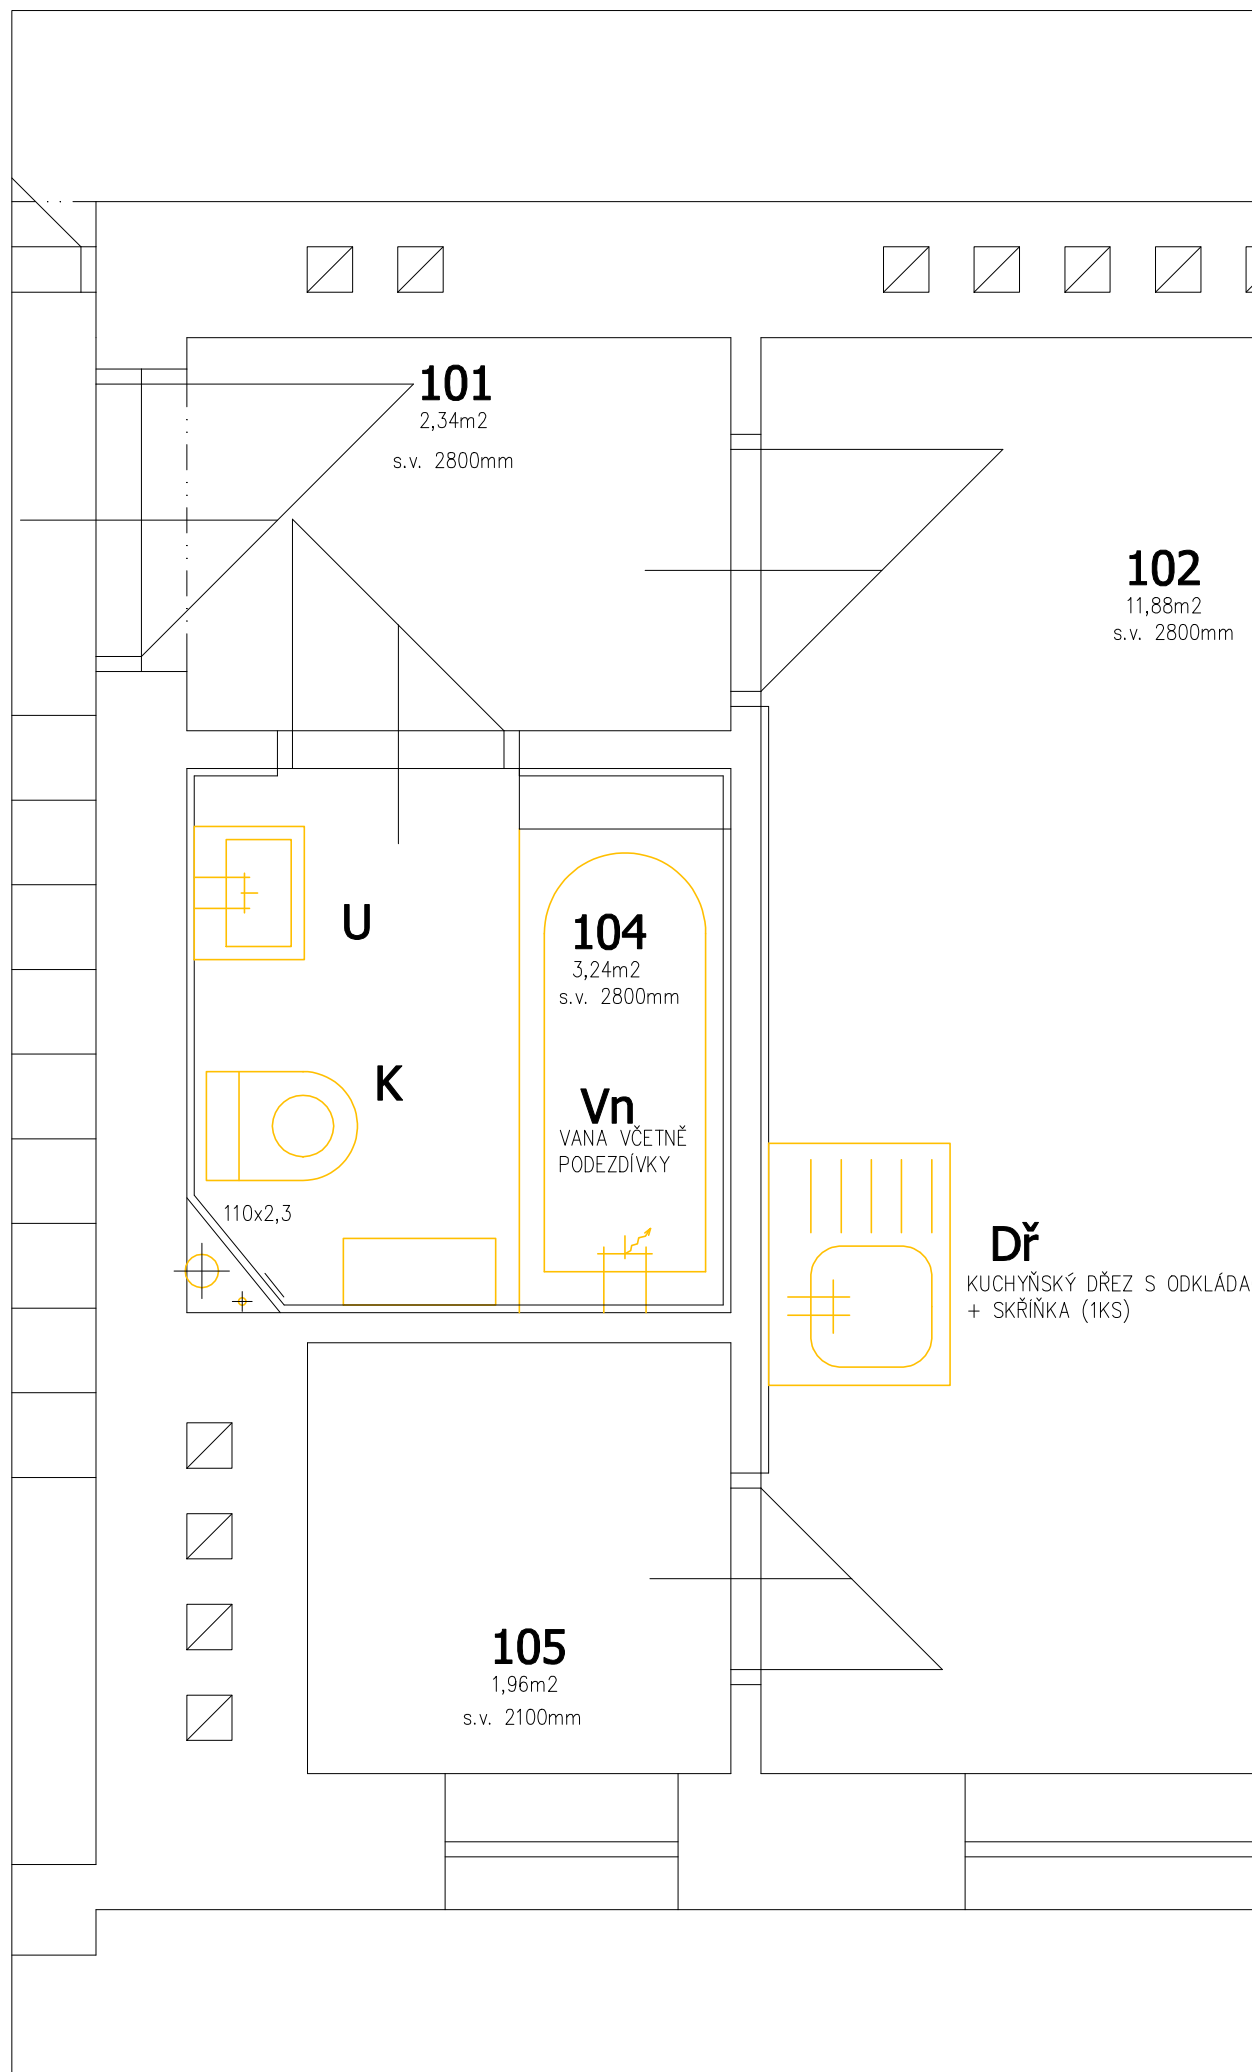 101
2,34m2
s.v. 2800mm
102
11,88m2
s.v. 2800mm
U
104
3,24m2
s.v. 2800mm
K
Vn
VANA VČETNĚ
PODEZDÍVKY
110x2,3
Dř
KUCHYŇSKÝ DŘEZ S ODKLÁDA
+ SKŘÍŇKA (1KS)
105
1,96m2
s.v. 2100mm